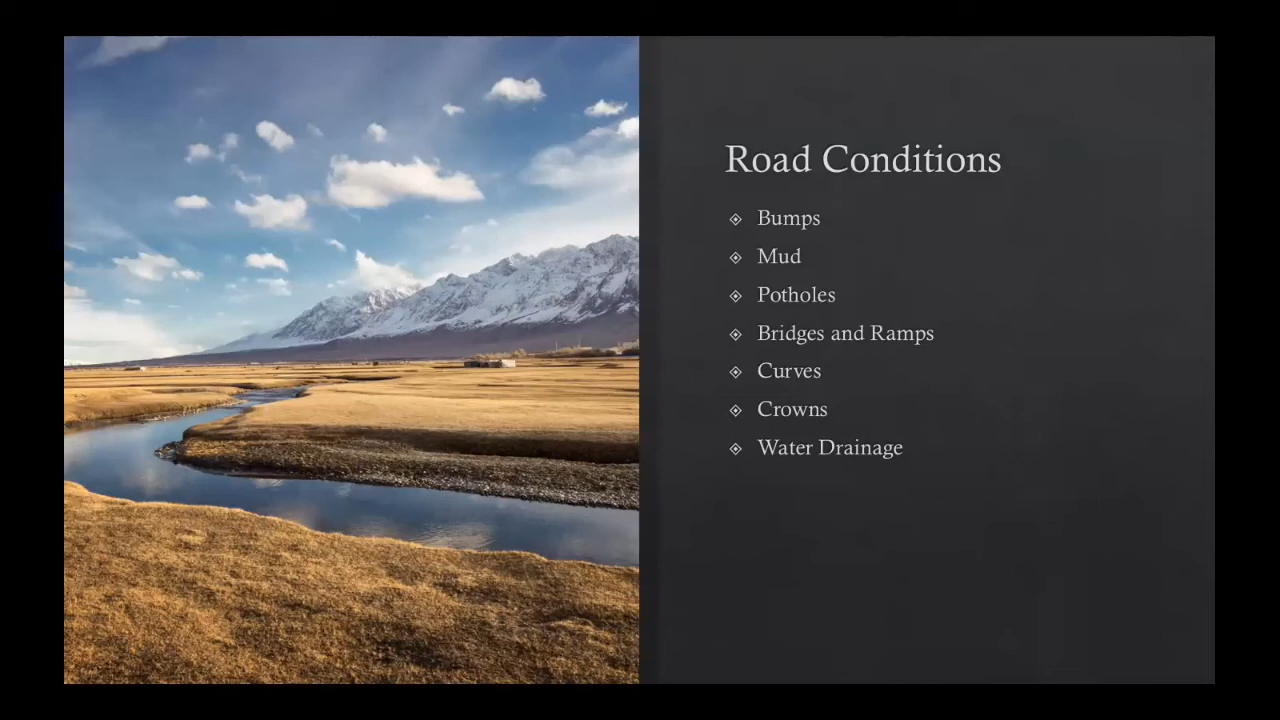 Road Conditions
Bumps
Mud
Potholes
Bridges and Ramps
Curves
Crowns
Water Drainage